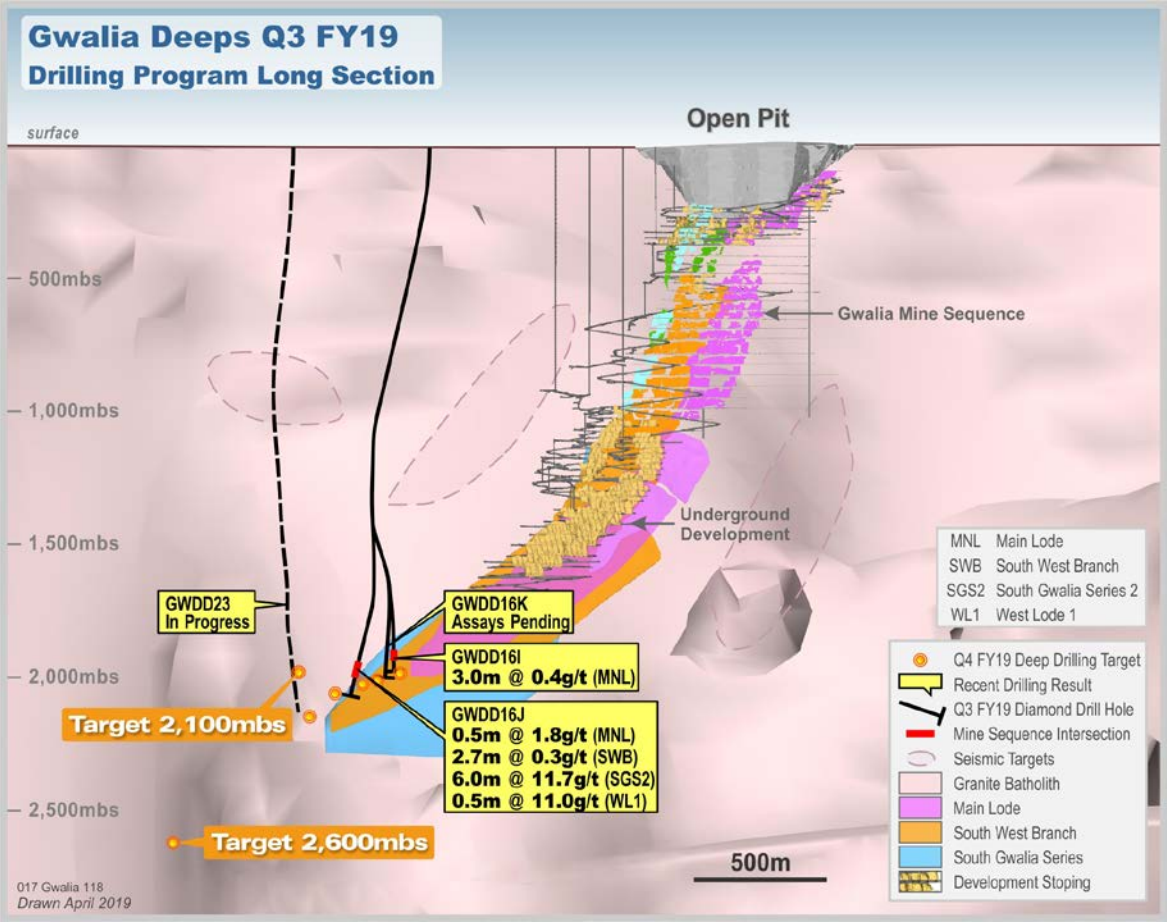 Gwalia Deeps Q3 FY19
Drilling Program Long Section
Open Pit
surface
500mbs
Gwalia Mine Sequence
1,000mbs
Underground
Development
1,500mbs
MNL Main Lode
SWB South West Branch
SGS2 South Gwalia Series 2
WL1 West Lode 1
GWDD23
In Progress
GWDD16K
Assays Pending
GWDD16I
3.0m @ 0.4g/t (MNL)
2,000mbs
Target 2,100mbs
GWDD16J
0.5m @ 1.8g/t (MNL)
2.7m @ 0.3g/t (SWB)
6.0m @ 11.7g/t (SGS2)
0.5m @ 11.0g/t (WL1)
Q4 FY19 Deep Drilling Target
Recent Drilling Result
Q3 FY19 Diamond Drill Hole
Mine Sequence Intersection
Seismic Targets
Granite Batholith
Main Lode
South West Branch
South Gwalia Series
Development Stoping
2,500mbs
Target 2,600mbs
500m
017 Gwalia 118
Drawn April 2019